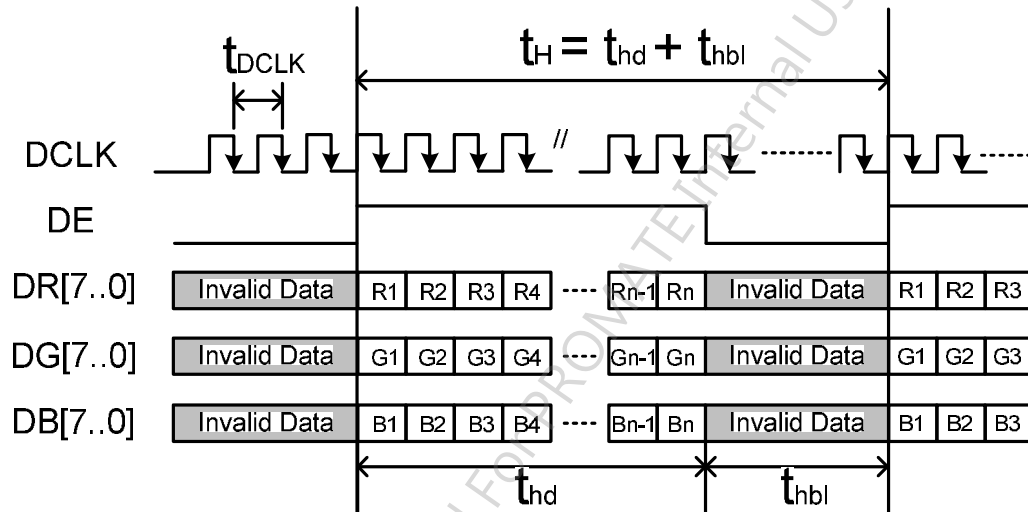 tH = thd + thbl
tDCLK
DCLK //
DE
DR[7..0] Invalid Data R1 R2 R3 R4 Rn-1 Rn Invalid Data R1 R2 R3
DG[7..0] Invalid Data G1 G2 G3 G4 Gn-1 Gn Invalid Data G1 G2 G3
DB[7..0] Invalid Data B1 B2 B3 B4 Bn-1 Bn Invalid Data B1 B2 B3
thd thbl
For PROMATE Internal